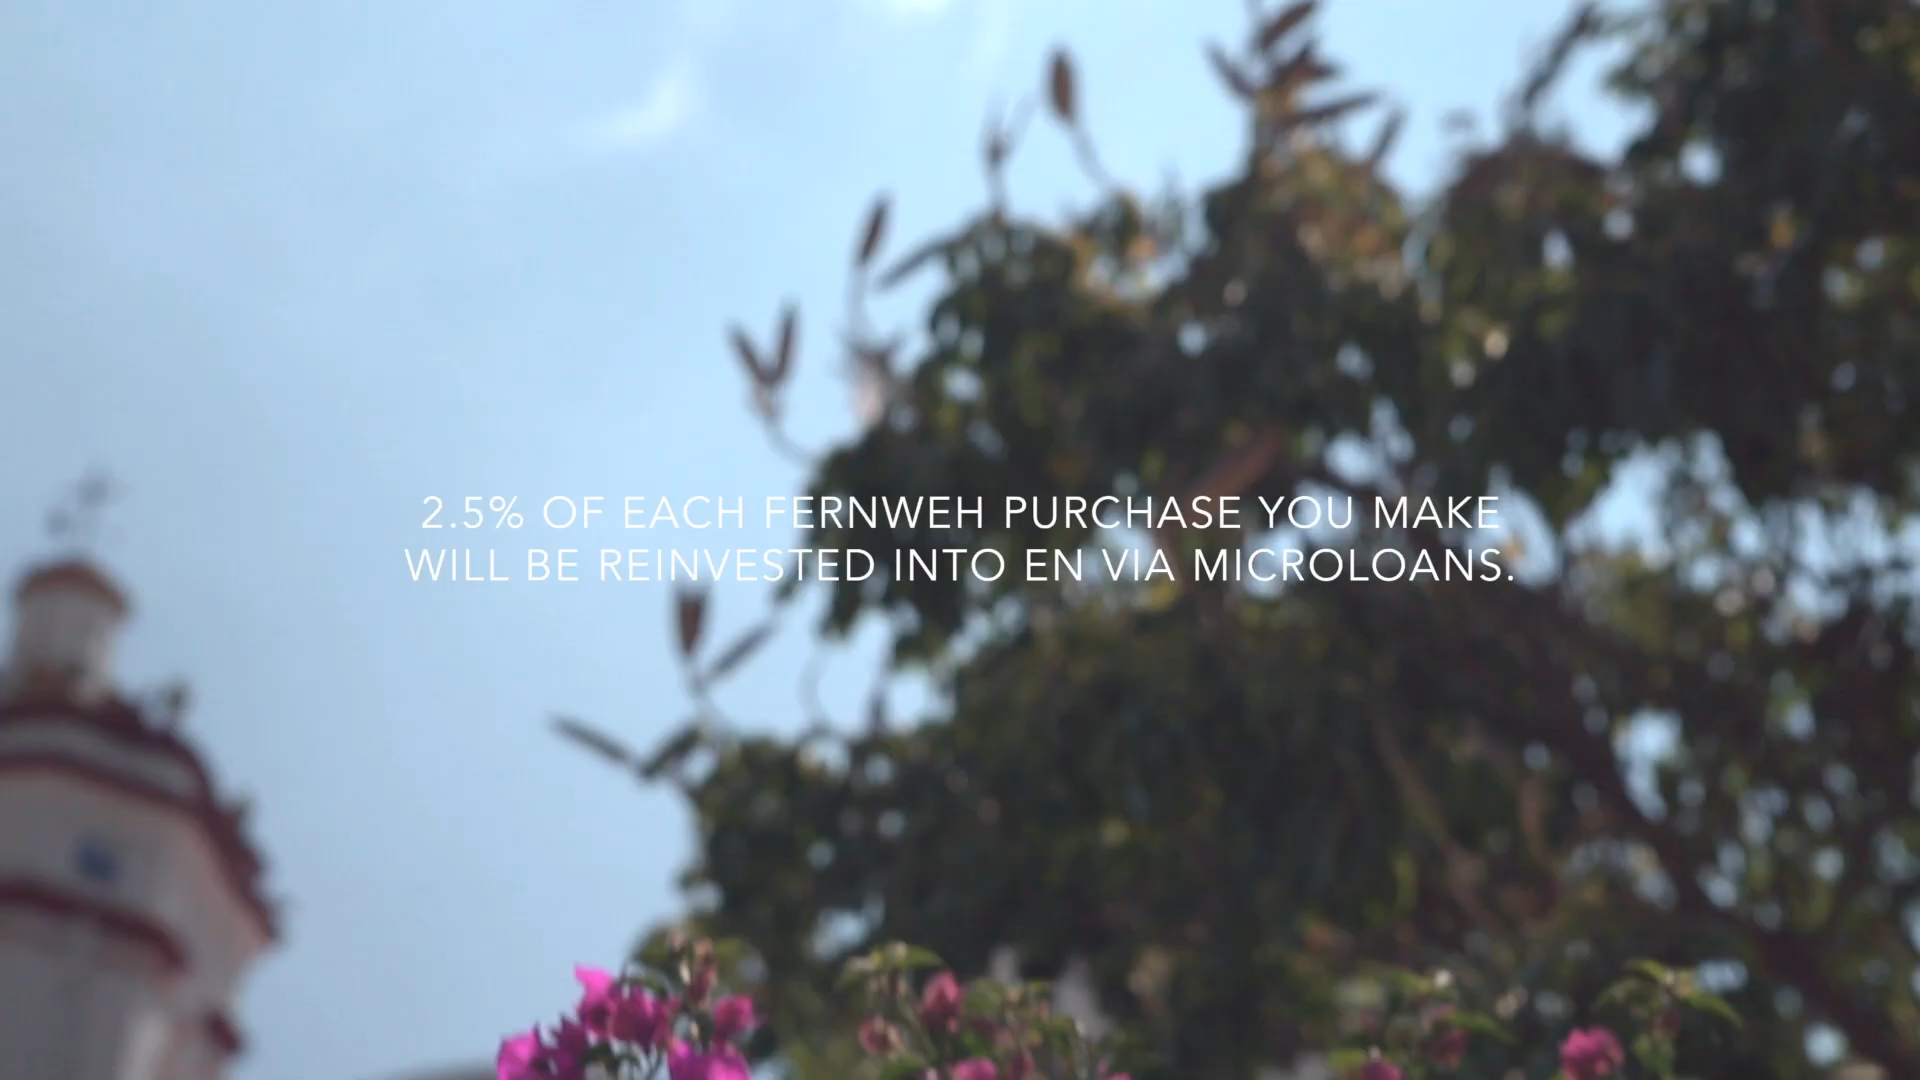 2.5% OF EACH FERNWEH PURCHASE YOU MAKE
WILL BE REINVESTED INTO EN VIA MICROLOANS.